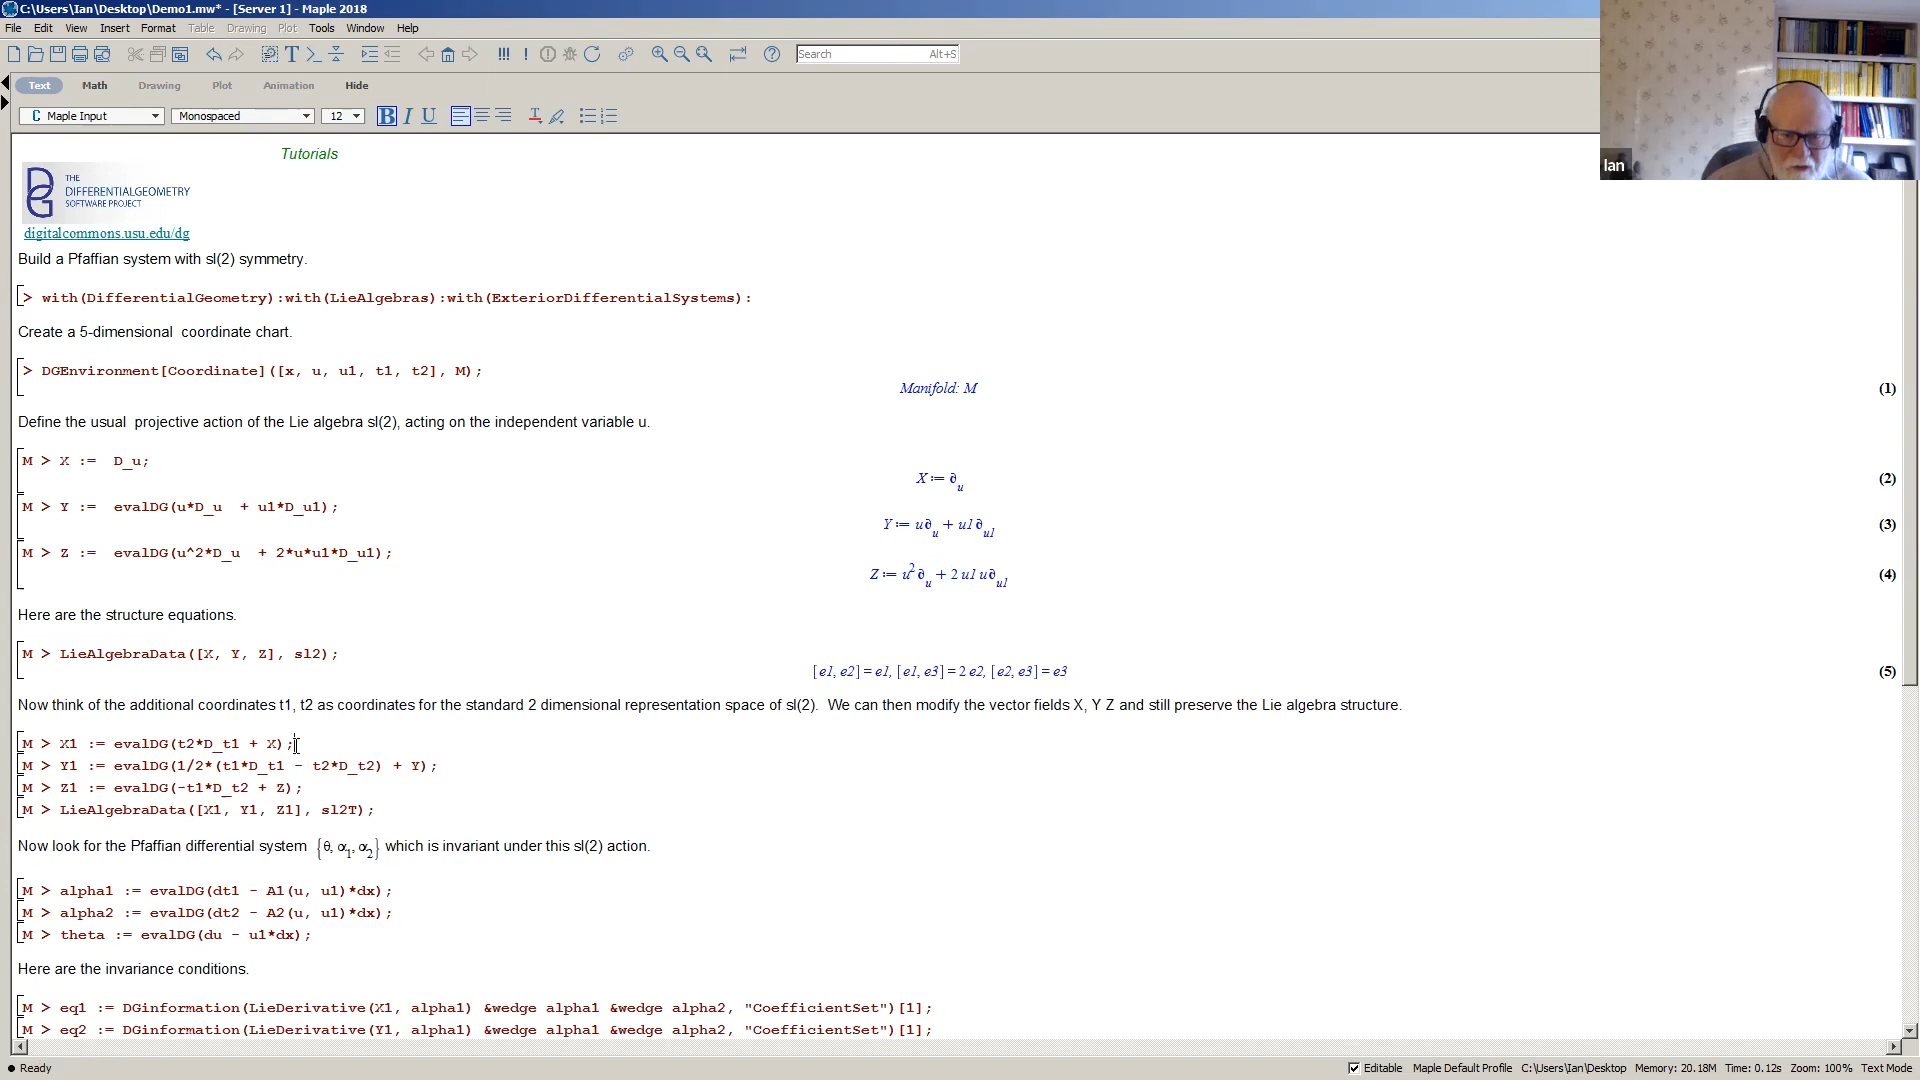 C:\Users\Ian\Desktop\Demo1.mw* - [Server 1] - Maple 2018
File Edit View Insert Format Table Drawing Plot Tools Window Help
Search Alt+S
Text Math Drawing Plot Animation Hide
C Maple Input Monospaced 12 B I U
Tutorials
DG THE DIFFERENTIALGEOMETRY SOFTWARE PROJECT
digitalcommons.usu.edu/dg
Ian
Build a Pfaffian system with sl(2) symmetry.
> with(DifferentialGeometry):with(LieAlgebras):with(ExteriorDifferentialSystems):
Create a 5-dimensional coordinate chart.
> DGEnvironment[Coordinate]([x, u, u1, t1, t2], M);
Manifold: M (1)
Define the usual projective action of the Lie algebra sl(2), acting on the independent variable u.
M > X := D_u;
X := ∂_u (2)
M > Y := evalDG(u*D_u + u1*D_u1);
Y := u ∂_u + u1 ∂_u1 (3)
M > Z := evalDG(u^2*D_u + 2*u*u1*D_u1);
Z := u² ∂_u + 2 u1 u ∂_u1 (4)
Here are the structure equations.
M > LieAlgebraData([X, Y, Z], sl2);
[e1, e2] = e1, [e1, e3] = 2 e2, [e2, e3] = e3 (5)
Now think of the additional coordinates t1, t2 as coordinates for the standard 2 dimensional representation space of sl(2). We can then modify the vector fields X, Y Z and still preserve the Lie algebra structure.
M > X1 := evalDG(t2*D_t1 + X);
M > Y1 := evalDG(1/2*(t1*D_t1 - t2*D_t2) + Y);
M > Z1 := evalDG(-t1*D_t2 + Z);
M > LieAlgebraData([X1, Y1, Z1], sl2T);
Now look for the Pfaffian differential system {θ, α₁, α₂} which is invariant under this sl(2) action.
M > alpha1 := evalDG(dt1 - A1(u, u1)*dx);
M > alpha2 := evalDG(dt2 - A2(u, u1)*dx);
M > theta := evalDG(du - u1*dx);
Here are the invariance conditions.
M > eq1 := DGinformation(LieDerivative(X1, alpha1) &wedge alpha1 &wedge alpha2, "CoefficientSet")[1];
M > eq2 := DGinformation(LieDerivative(Y1, alpha1) &wedge alpha1 &wedge alpha2, "CoefficientSet")[1];
Ready Editable Maple Default Profile C:\Users\Ian\Desktop Memory: 20.18M Time: 0.12s Zoom: 100% Text Mode